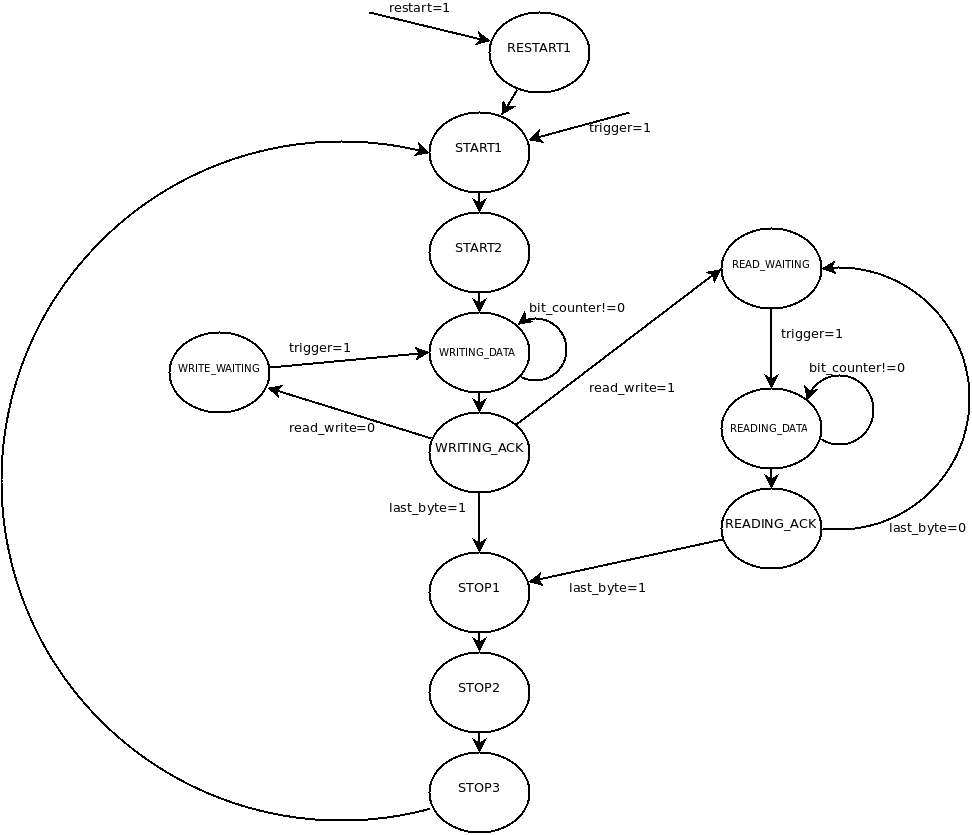 restart=1
RESTART1
trigger=1
START1
START2
READ_WAITING
bit_counter!=0
trigger=1
trigger=1
WRITING_DATA
WRITE_WAITING
bit_counter!=0
read_write=1
read_write=0
READING_DATA
WRITING_ACK
last_byte=1
READING_ACK
last_byte=0
STOP1
last_byte=1
STOP2
STOP3